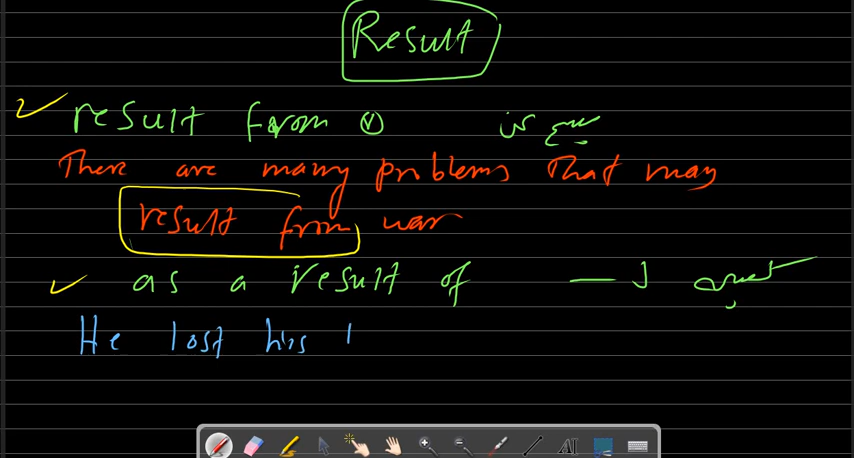 Result
result from (v)
There are many problems that may
result from war
as a result of
He lost his